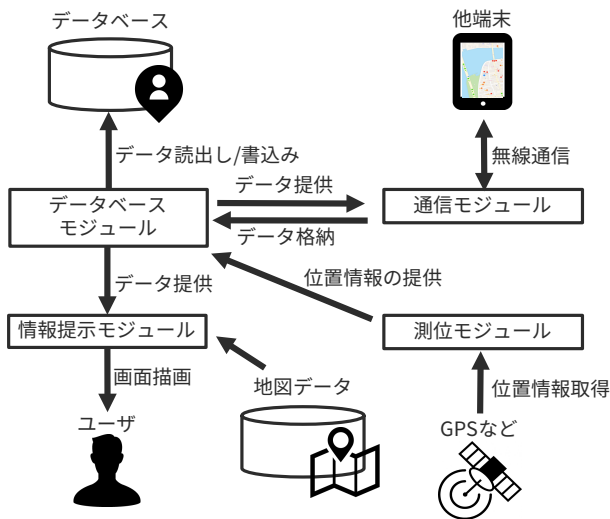 データベース
他端末
データ読出し/書込み
無線通信
データベース
モジュール
データ提供
通信モジュール
データ格納
データ提供
位置情報の提供
情報提示モジュール
測位モジュール
画面描画
地図データ
位置情報取得
ユーザ
GPSなど